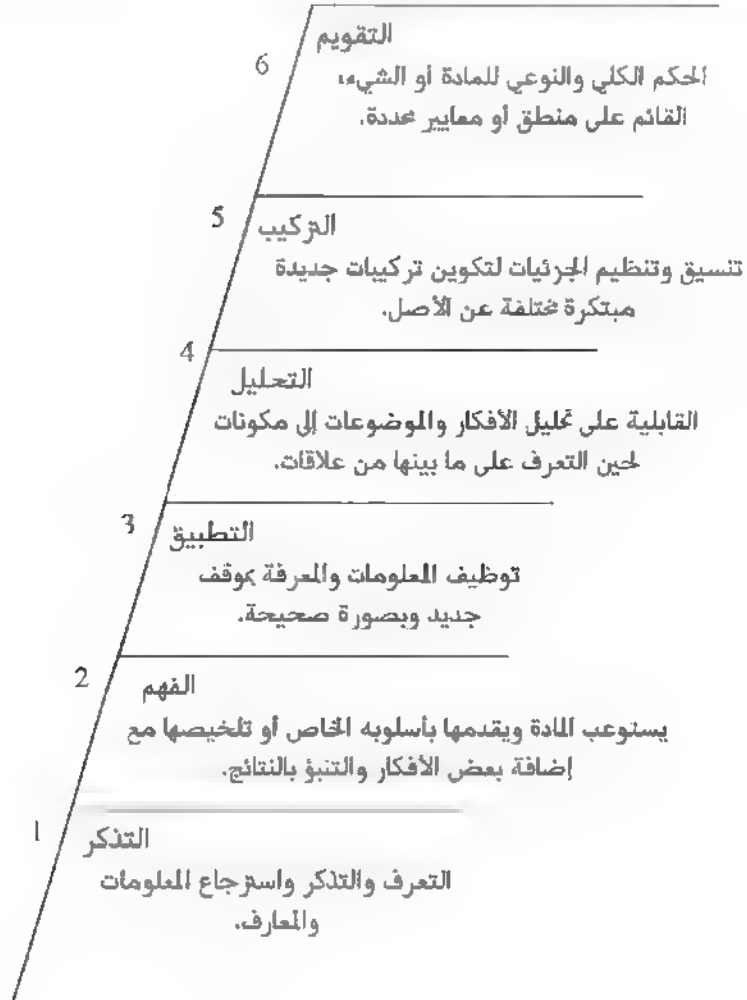 6
التقويم
الحكم الكلي والنوعي للمادة أو الشيء،
القائم على منطق أو معايير محددة.
5
التركيب
تنسيق وتنظيم الجزئيات لتكوين تركيبات جديدة
مبتكرة مختلفة عن الأصل.
4
التحليل
القابلية على تحليل الأفكار والموضوعات إلى مكونات
لحين التعرف على ما بينها من علاقات.
3
التطبيق
توظيف المعلومات والمعرفة بموقف
جديد وبصورة صحيحة.
2
الفهم
يستوعب المادة ويقدمها بأسلوبه الخاص أو تلخيصها مع
إضافة بعض الأفكار والتنبؤ بالنتائج.
1
التذكر
التعرف والتذكر واسترجاع المعلومات
والمعارف.